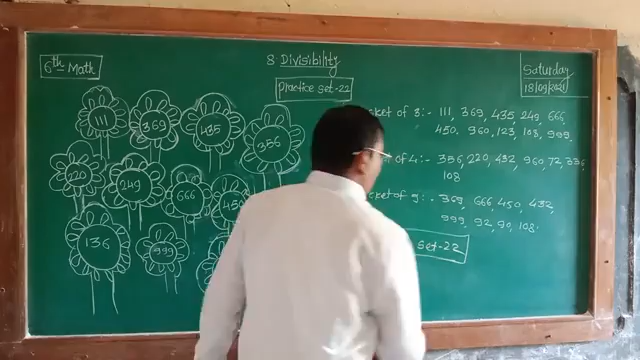 6th Math
8 Divisibility
Practice Set-22
Saturday
18/09/2021
111
369
435
356
220
249
666
450
136
999
cket of 3:- 111, 369, 435, 249, 666,
450, 960, 123, 108, 999.
of 4:- 356, 220, 432, 960, 72, 336,
108
cket of 9:- 369, 666, 450, 432,
999, 92, 90, 108.
Set-22